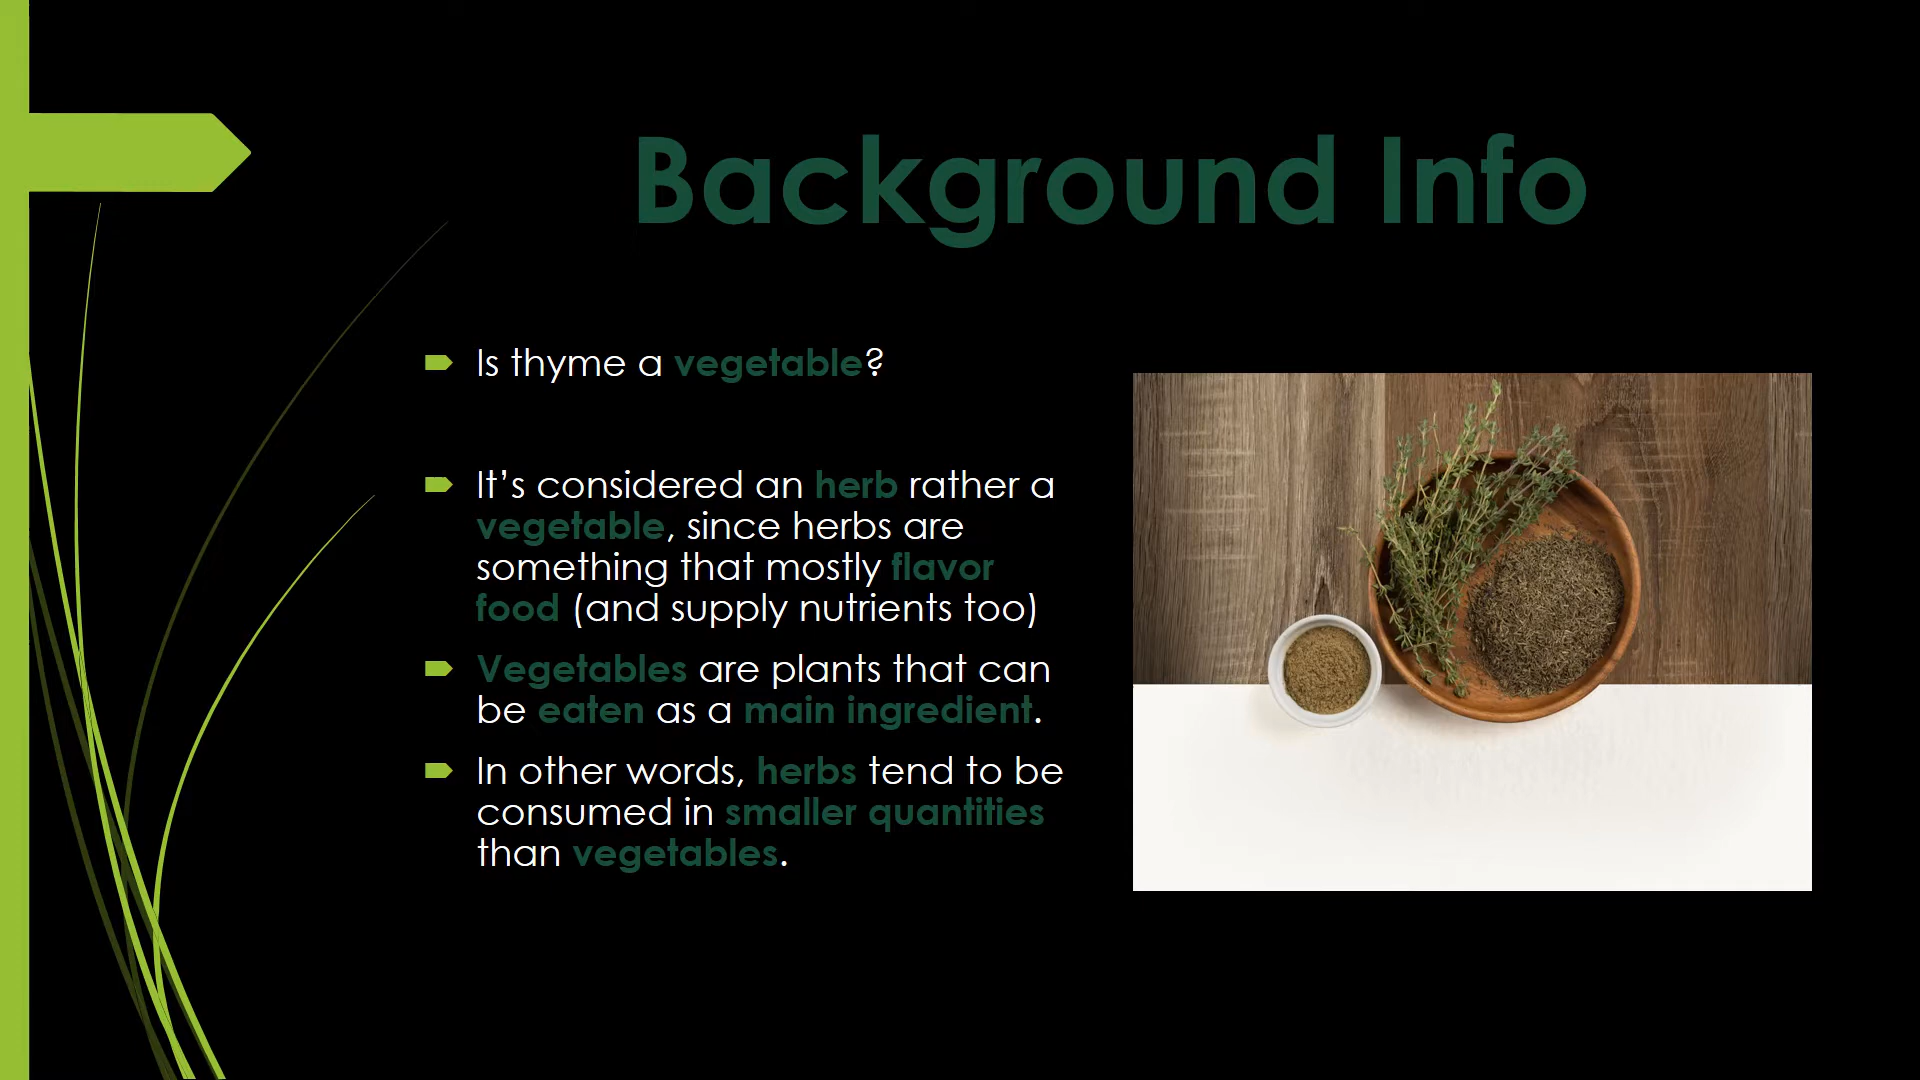 Background Info
Is thyme a vegetable?
It’s considered an herb rather a
vegetable, since herbs are
something that mostly flavor
food (and supply nutrients too)
Vegetables are plants that can
be eaten as a main ingredient.
In other words, herbs tend to be
consumed in smaller quantities
than vegetables.